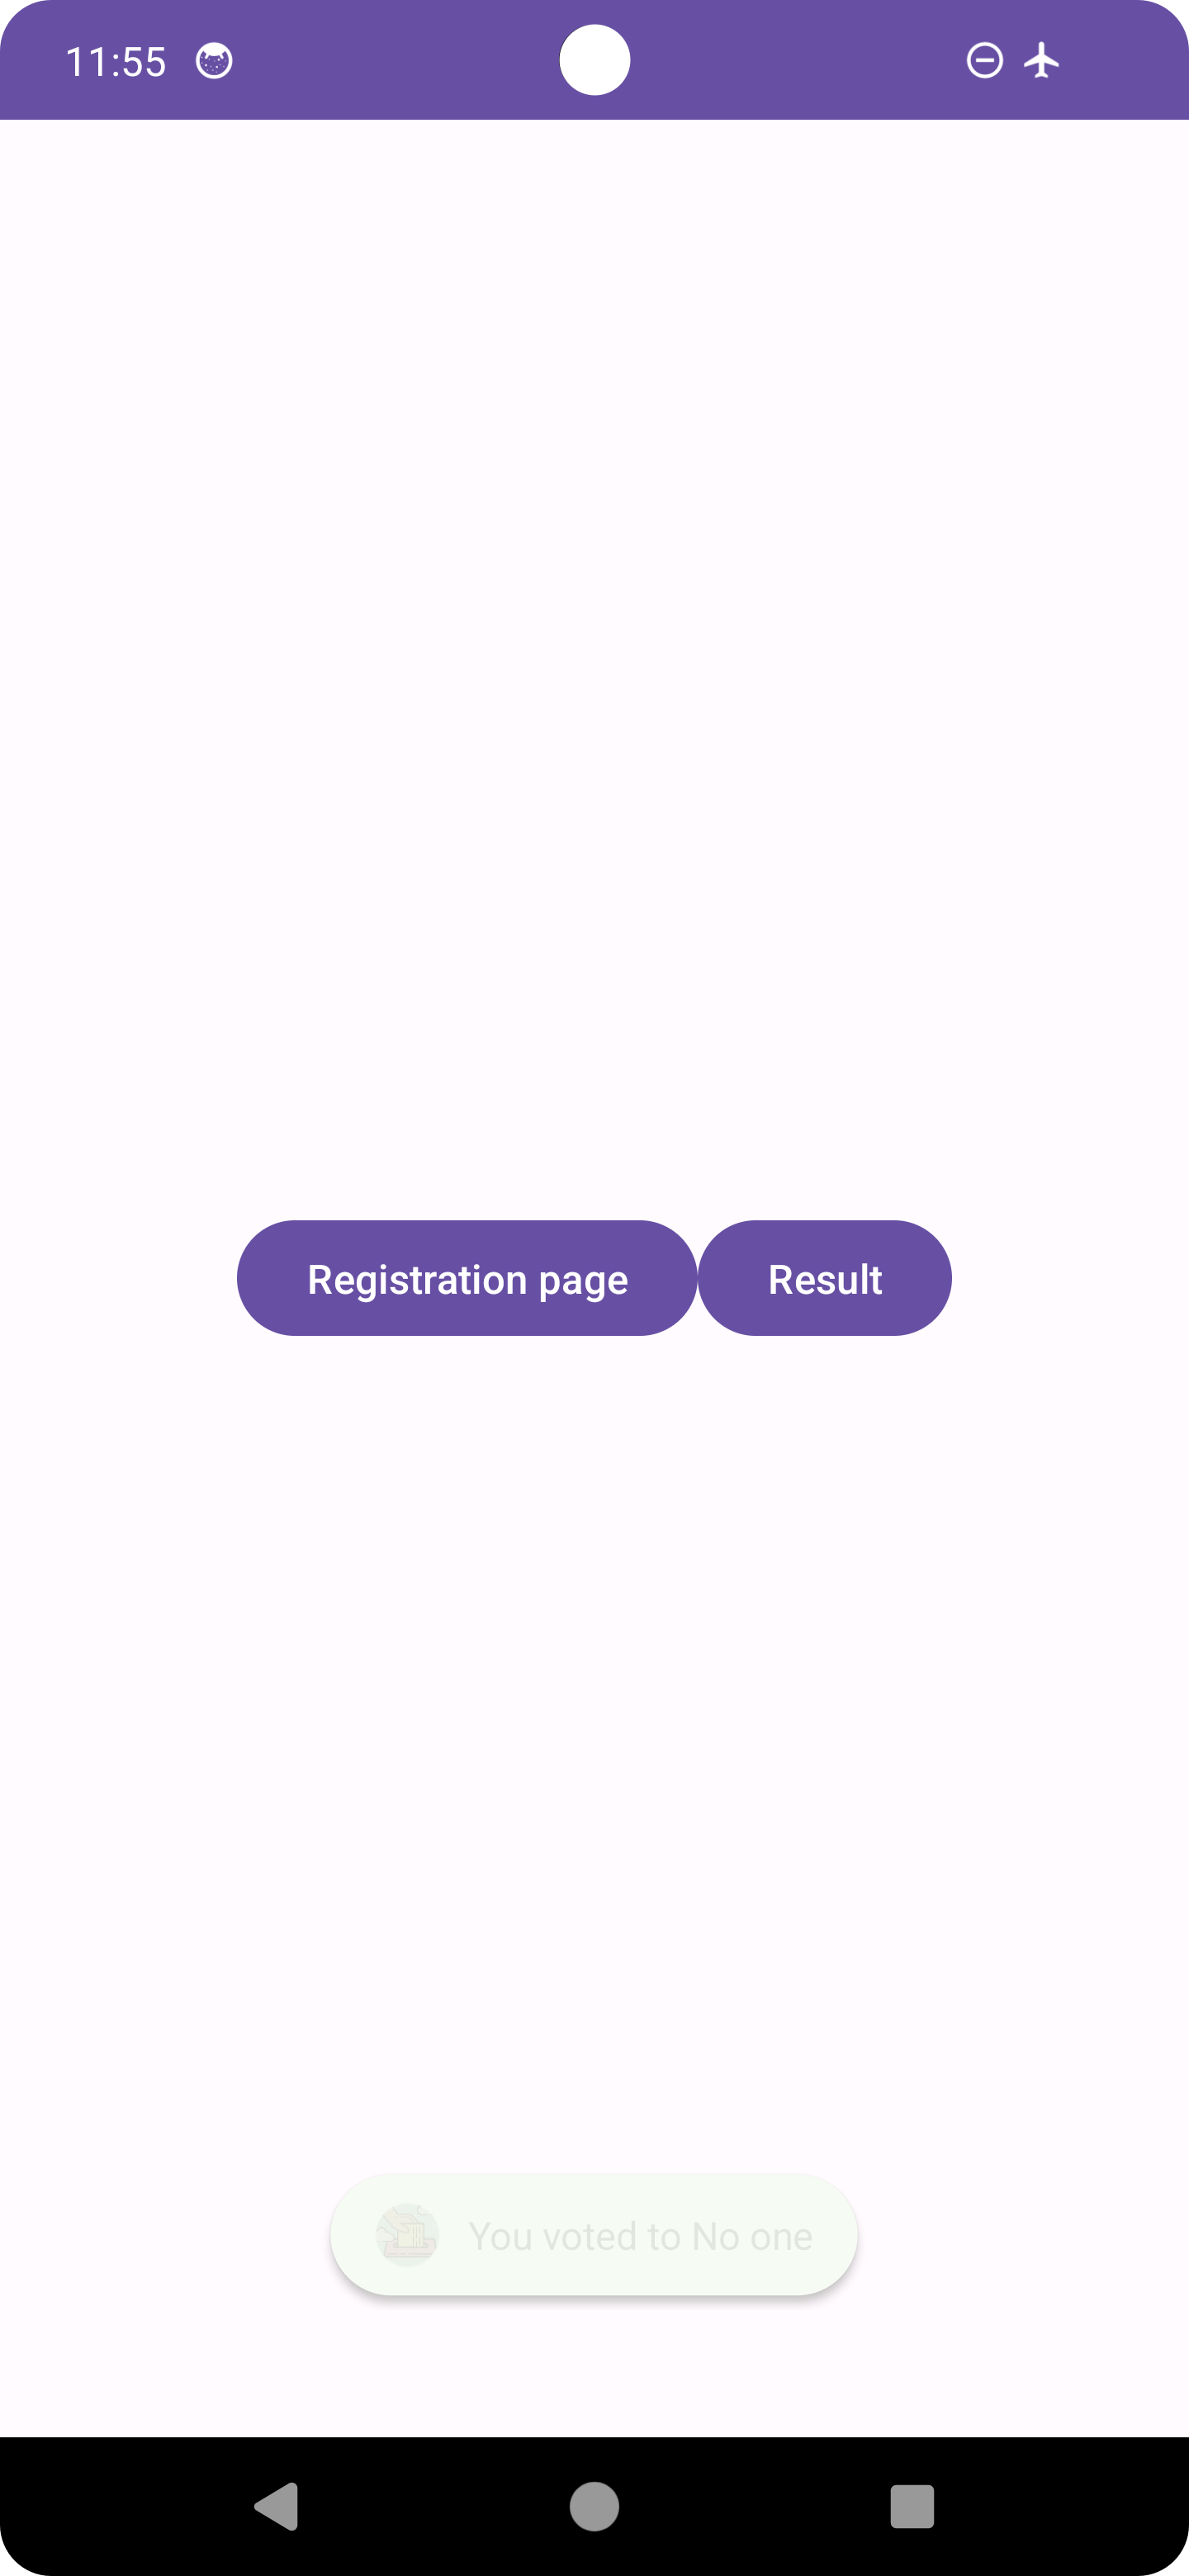 11:55
Registration page
Result
You voted to No one